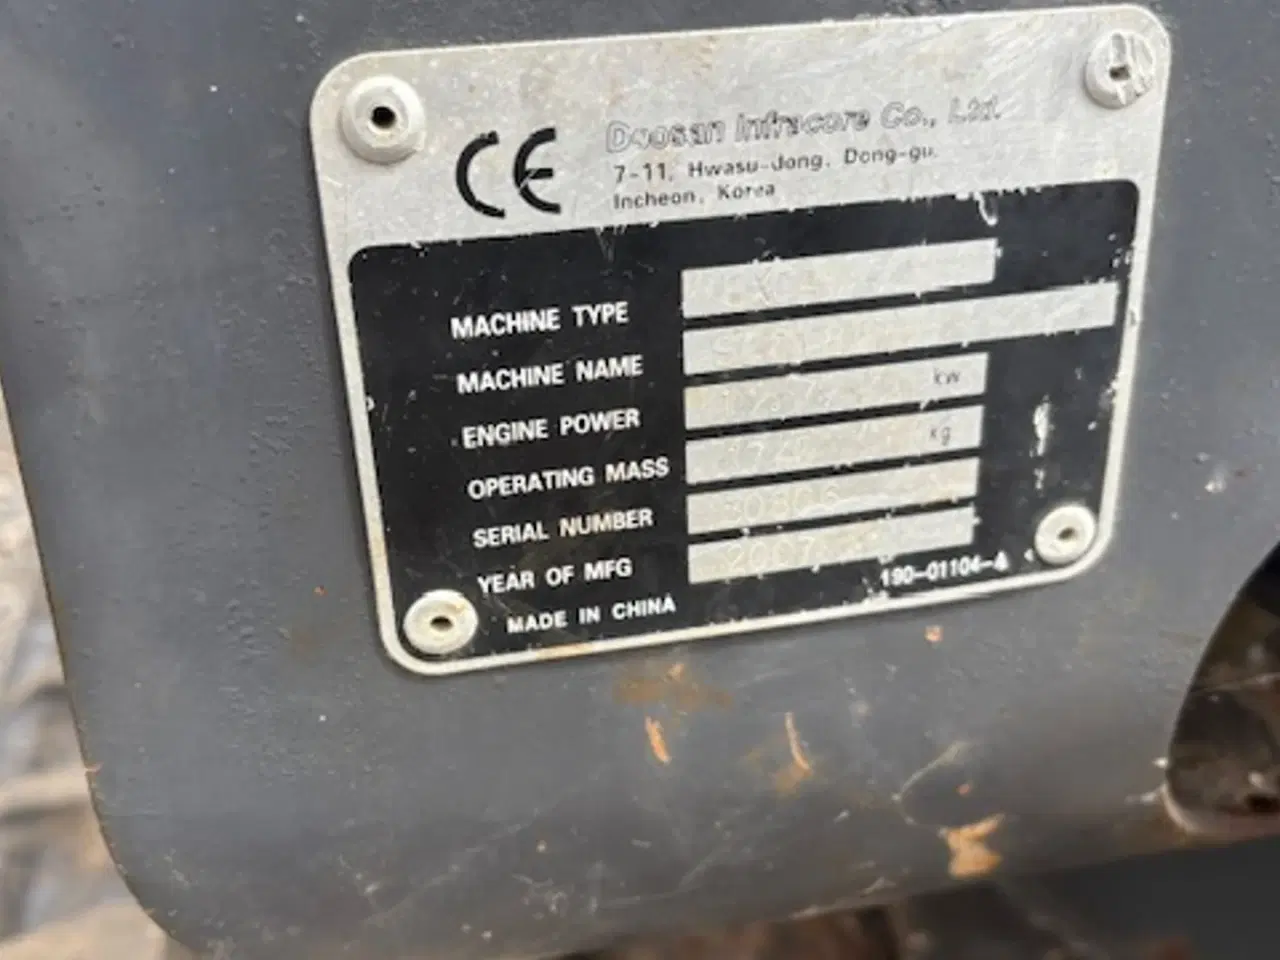 CE
Doosan Infracore Co., Ltd.
7-11, Hwasu-dong, Dong-gu,
Incheon, Korea
MACHINE TYPE
MACHINE NAME
ENGINE POWER kW
OPERATING MASS kg
SERIAL NUMBER
YEAR OF MFG 2007
MADE IN CHINA 190-01104-A